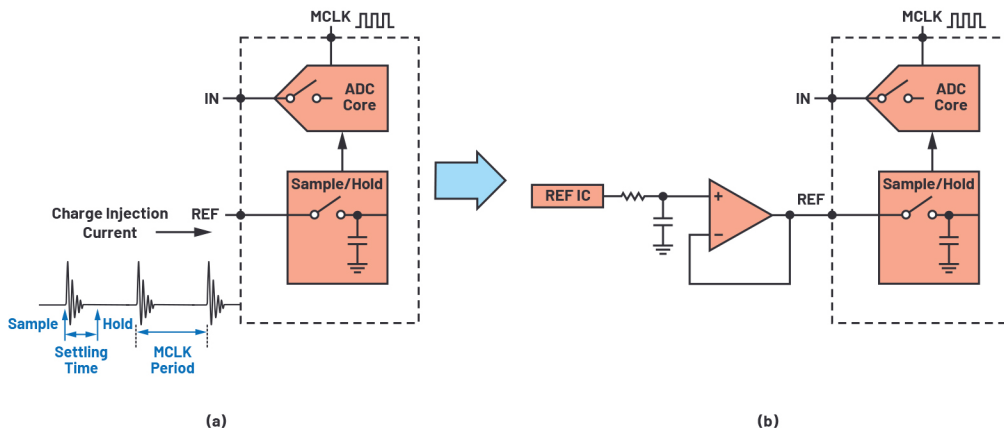 MCLK
IN
ADC
Core
Sample/Hold
Charge Injection
Current
REF
Sample
Hold
Settling
Time
MCLK
Period
(a)
MCLK
IN
ADC
Core
REF IC
+
−
REF
Sample/Hold
(b)